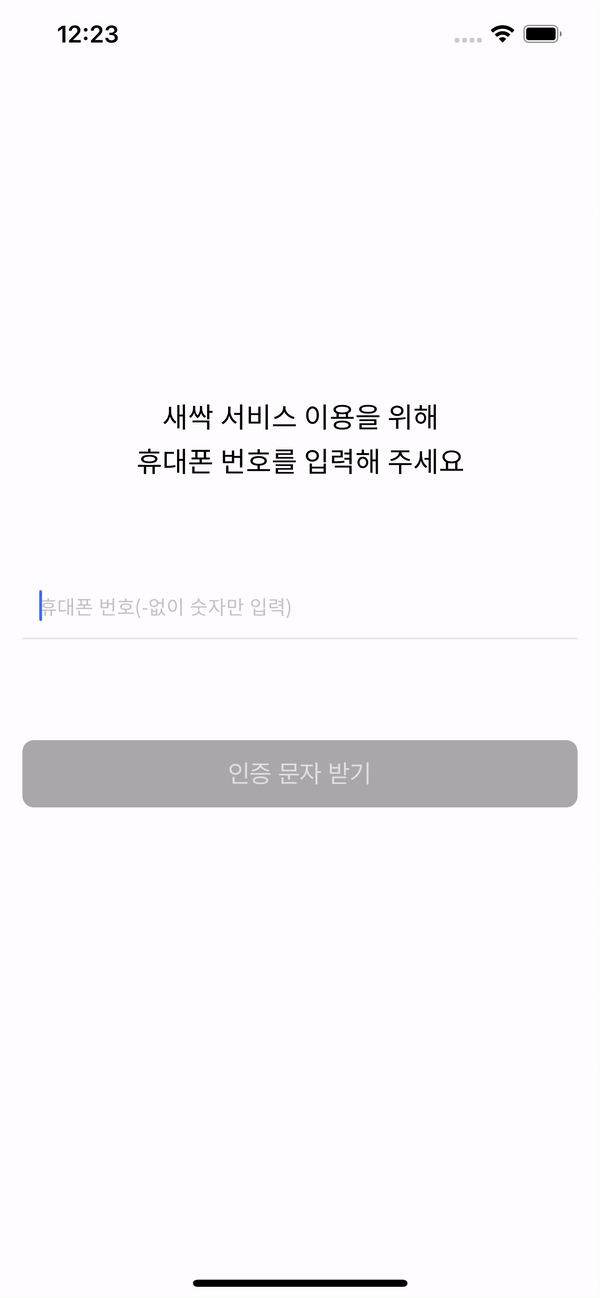 12:23
새싹 서비스 이용을 위해
휴대폰 번호를 입력해 주세요
휴대폰 번호(-없이 숫자만 입력)
인증 문자 받기